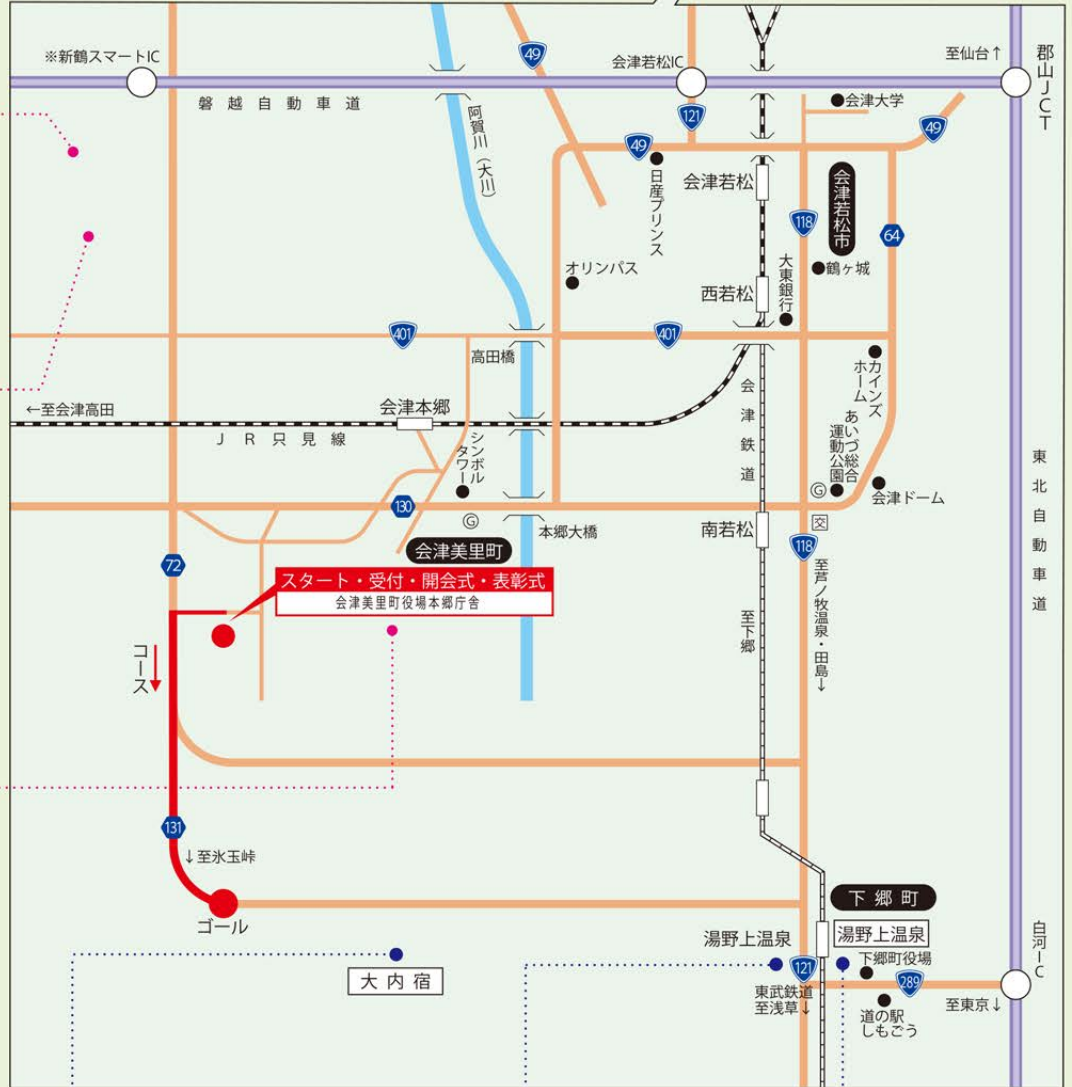 ※新鶴スマートIC
49
会津若松IC
至仙台↑
郡山JCT
磐越自動車道
阿賀川（大川）
121
会津大学
49
49
日産プリンス
会津若松
118
会津若松市
64
オリンパス
西若松
大東銀行
鶴ヶ城
401
401
高田橋
カインズ
ホーム
←至会津高田
会津本郷
JR只見線
会津鉄道
シンボル
タワー
あいづ総合
運動公園
G
会津ドーム
東北自動車道
130
G
本郷大橋
南若松
交
118
会津美里町
72
スタート・受付・開会式・表彰式
会津美里町役場本郷庁舎
至下郷
至芦ノ牧温泉・田島↓
コース
131
↓至氷玉峠
ゴール
下郷町
湯野上温泉
湯野上温泉
白河IC
大内宿
121
下郷町役場
289
東武鉄道
至浅草↓
道の駅
しもごう
至東京↓